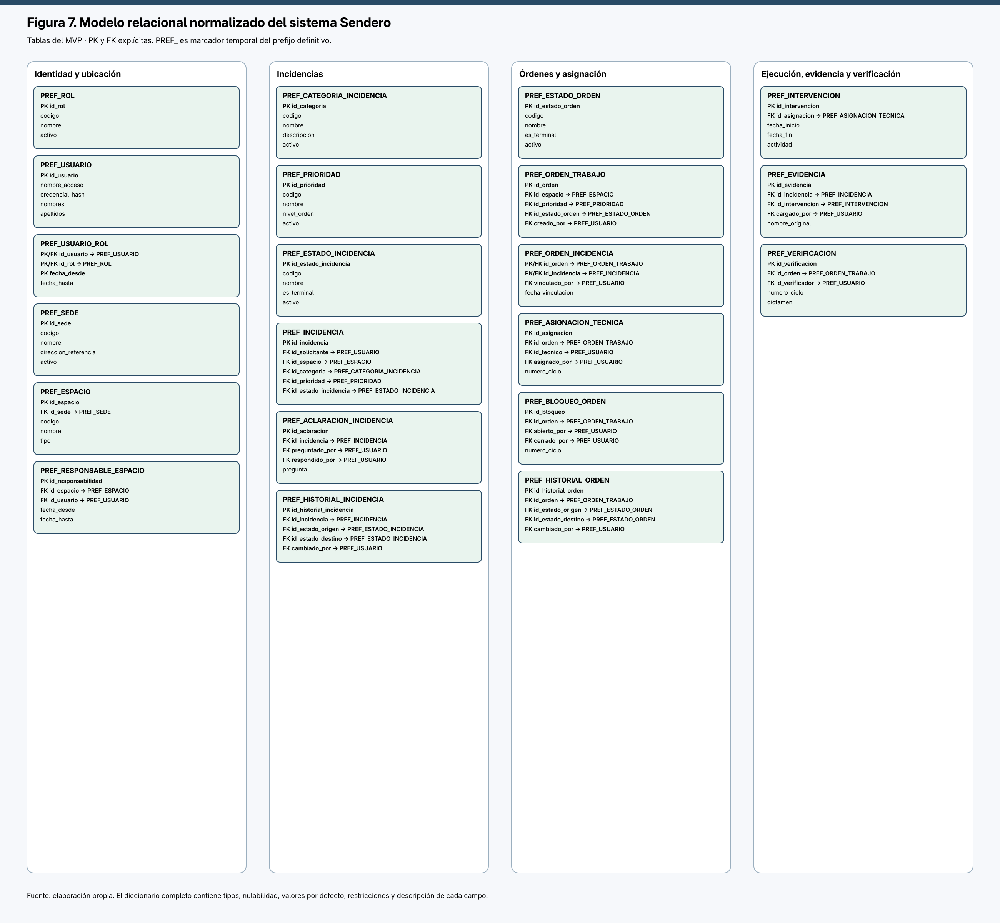 Figura 7. Modelo relacional normalizado del sistema Sendero
Tablas del MVP · PK y FK explícitas. PREF_ es marcador temporal del prefijo definitivo.
Identidad y ubicación
PREF_ROL
PK id_rol
codigo
nombre
activo
PREF_USUARIO
PK id_usuario
nombre_acceso
credencial_hash
nombres
apellidos
PREF_USUARIO_ROL
PK/FK id_usuario → PREF_USUARIO
PK/FK id_rol → PREF_ROL
PK fecha_desde
fecha_hasta
PREF_SEDE
PK id_sede
codigo
nombre
direccion_referencia
activo
PREF_ESPACIO
PK id_espacio
FK id_sede → PREF_SEDE
codigo
nombre
tipo
PREF_RESPONSABLE_ESPACIO
PK id_responsabilidad
FK id_espacio → PREF_ESPACIO
FK id_usuario → PREF_USUARIO
fecha_desde
fecha_hasta
Incidencias
PREF_CATEGORIA_INCIDENCIA
PK id_categoria
codigo
nombre
descripcion
activo
PREF_PRIORIDAD
PK id_prioridad
codigo
nombre
nivel_orden
activo
PREF_ESTADO_INCIDENCIA
PK id_estado_incidencia
codigo
nombre
es_terminal
activo
PREF_INCIDENCIA
PK id_incidencia
FK id_solicitante → PREF_USUARIO
FK id_espacio → PREF_ESPACIO
FK id_categoria → PREF_CATEGORIA_INCIDENCIA
FK id_prioridad → PREF_PRIORIDAD
FK id_estado_incidencia → PREF_ESTADO_INCIDENCIA
PREF_ACLARACION_INCIDENCIA
PK id_aclaracion
FK id_incidencia → PREF_INCIDENCIA
FK preguntado_por → PREF_USUARIO
FK respondido_por → PREF_USUARIO
pregunta
PREF_HISTORIAL_INCIDENCIA
PK id_historial_incidencia
FK id_incidencia → PREF_INCIDENCIA
FK id_estado_origen → PREF_ESTADO_INCIDENCIA
FK id_estado_destino → PREF_ESTADO_INCIDENCIA
FK cambiado_por → PREF_USUARIO
Órdenes y asignación
PREF_ESTADO_ORDEN
PK id_estado_orden
codigo
nombre
es_terminal
activo
PREF_ORDEN_TRABAJO
PK id_orden
FK id_espacio → PREF_ESPACIO
FK id_prioridad → PREF_PRIORIDAD
FK id_estado_orden → PREF_ESTADO_ORDEN
FK creado_por → PREF_USUARIO
PREF_ORDEN_INCIDENCIA
PK/FK id_orden → PREF_ORDEN_TRABAJO
PK/FK id_incidencia → PREF_INCIDENCIA
FK vinculado_por → PREF_USUARIO
fecha_vinculacion
PREF_ASIGNACION_TECNICA
PK id_asignacion
FK id_orden → PREF_ORDEN_TRABAJO
FK id_tecnico → PREF_USUARIO
FK asignado_por → PREF_USUARIO
numero_ciclo
PREF_BLOQUEO_ORDEN
PK id_bloqueo
FK id_orden → PREF_ORDEN_TRABAJO
FK abierto_por → PREF_USUARIO
FK cerrado_por → PREF_USUARIO
numero_ciclo
PREF_HISTORIAL_ORDEN
PK id_historial_orden
FK id_orden → PREF_ORDEN_TRABAJO
FK id_estado_origen → PREF_ESTADO_ORDEN
FK id_estado_destino → PREF_ESTADO_ORDEN
FK cambiado_por → PREF_USUARIO
Ejecución, evidencia y verificación
PREF_INTERVENCION
PK id_intervencion
FK id_asignacion → PREF_ASIGNACION_TECNICA
fecha_inicio
fecha_fin
actividad
PREF_EVIDENCIA
PK id_evidencia
FK id_incidencia → PREF_INCIDENCIA
FK id_intervencion → PREF_INTERVENCION
FK cargado_por → PREF_USUARIO
nombre_original
PREF_VERIFICACION
PK id_verificacion
FK id_orden → PREF_ORDEN_TRABAJO
FK id_verificador → PREF_USUARIO
numero_ciclo
dictamen
Fuente: elaboración propia. El diccionario completo contiene tipos, nulabilidad, valores por defecto, restricciones y descripción de cada campo.